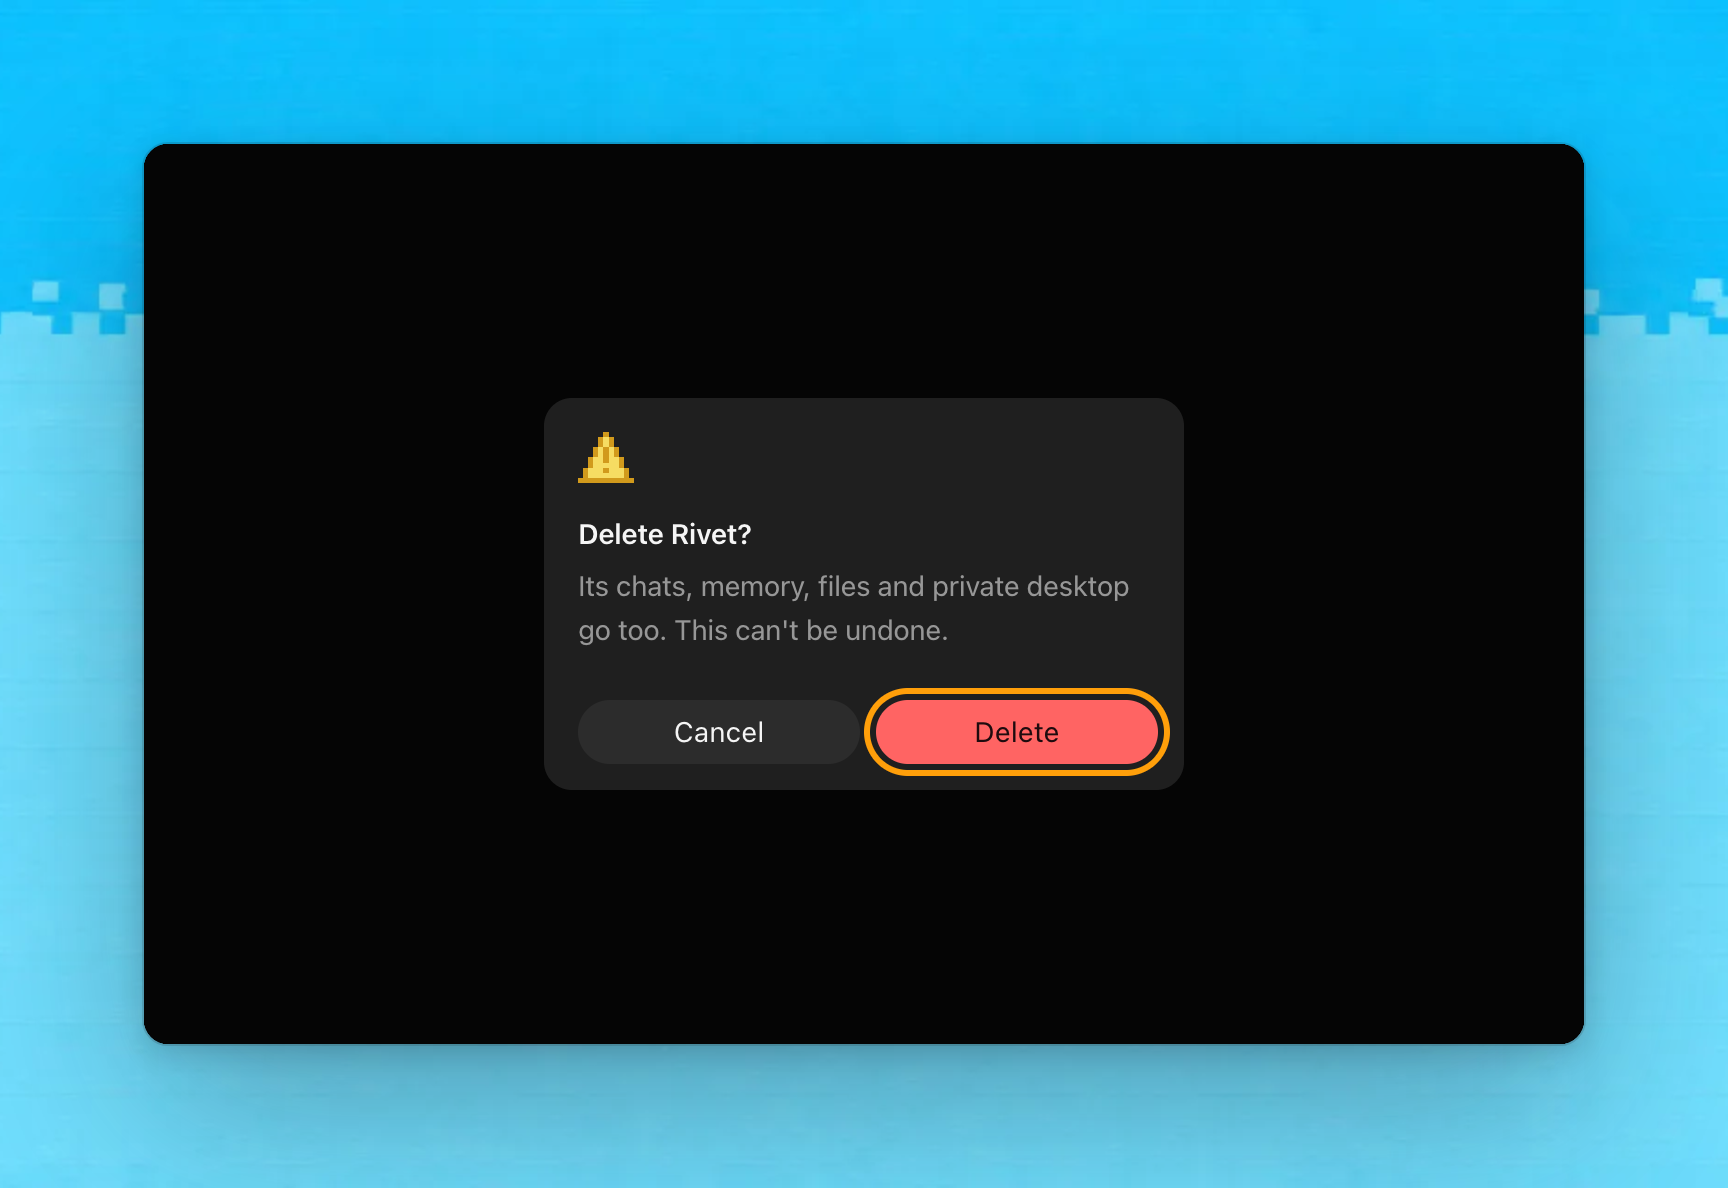 Delete Rivet?
Its chats, memory, files and private desktop
go too. This can't be undone.
Cancel
Delete